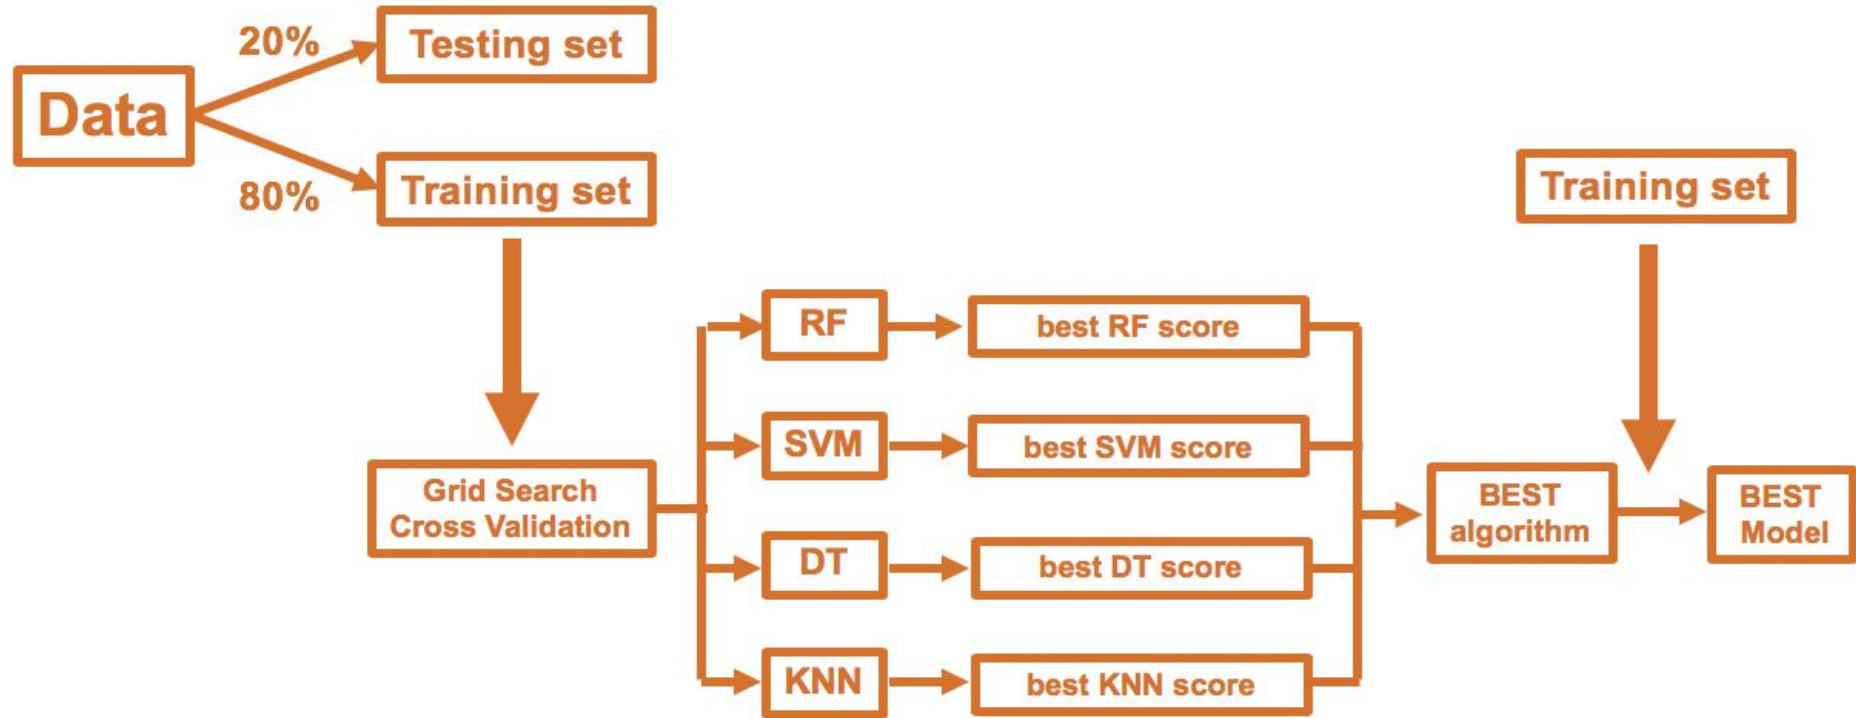 20%
Testing set
Data
80%
Training set
Training set
RF
best RF score
SVM
best SVM score
Grid Search
Cross Validation
BEST
algorithm
BEST
Model
DT
best DT score
KNN
best KNN score